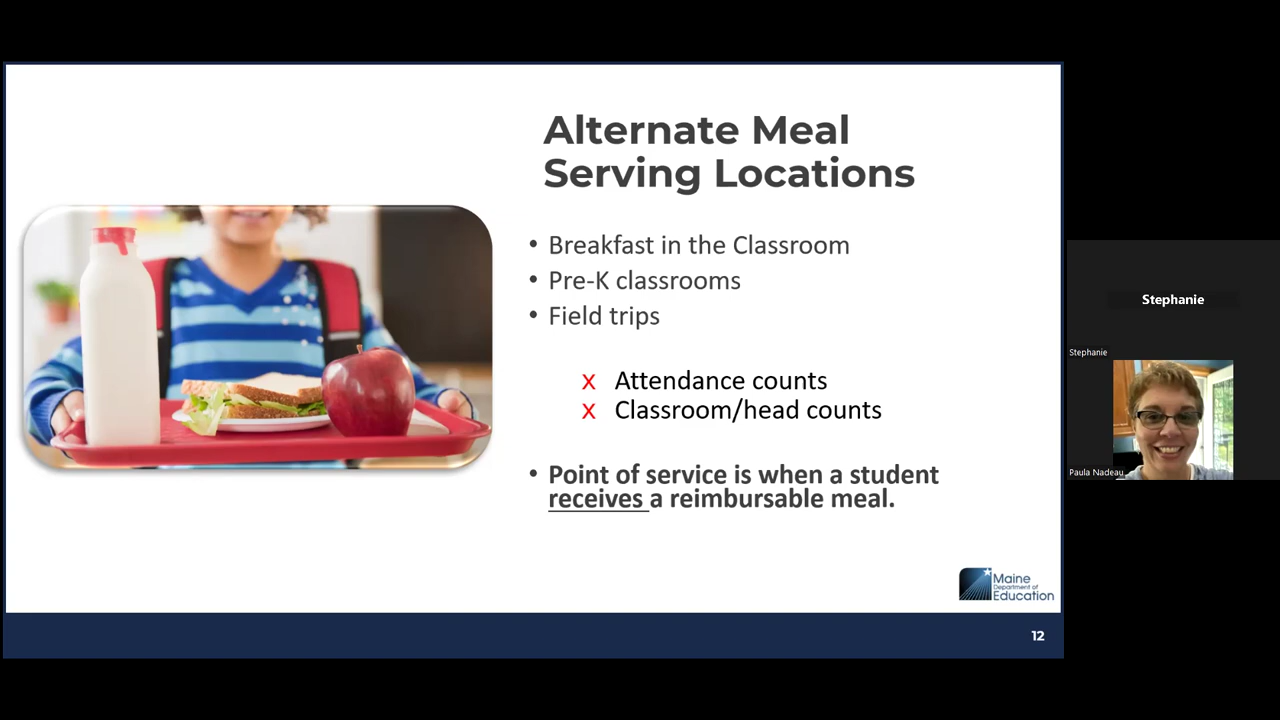 Alternate Meal
Serving Locations
• Breakfast in the Classroom
• Pre-K classrooms
• Field trips
x Attendance counts
x Classroom/head counts
• Point of service is when a student
receives a reimbursable meal.
Maine
Department of
Education
12
Stephanie
Stephanie
Paula Nadeau